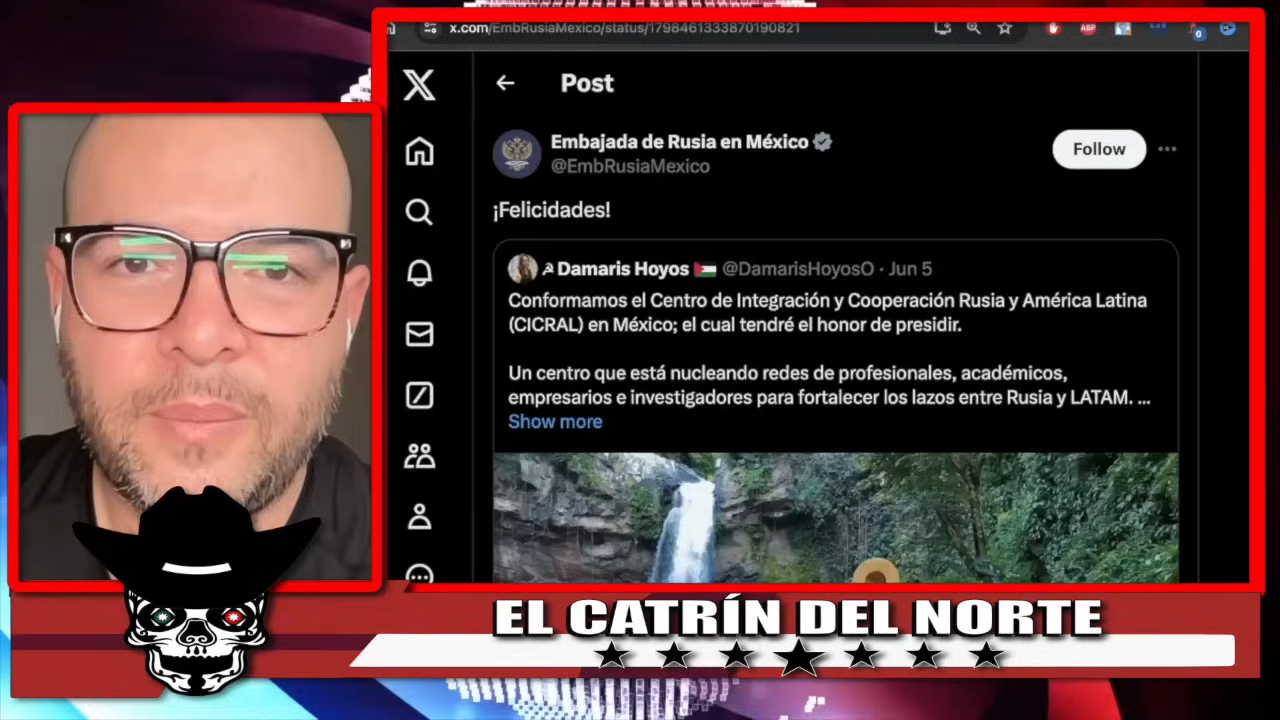 x.com/EmbRusiaMexico/status/1798461333870190821
ABP
0
Post
Embajada de Rusia en México
@EmbRusiaMexico
Follow
¡Felicidades!
Damaris Hoyos @DamarisHoyosO · Jun 5
Conformamos el Centro de Integración y Cooperación Rusia y América Latina
(CICRAL) en México; el cual tendré el honor de presidir.
Un centro que está nucleando redes de profesionales, académicos,
empresarios e investigadores para fortalecer los lazos entre Rusia y LATAM. ...
Show more
EL CATRÍN DEL NORTE